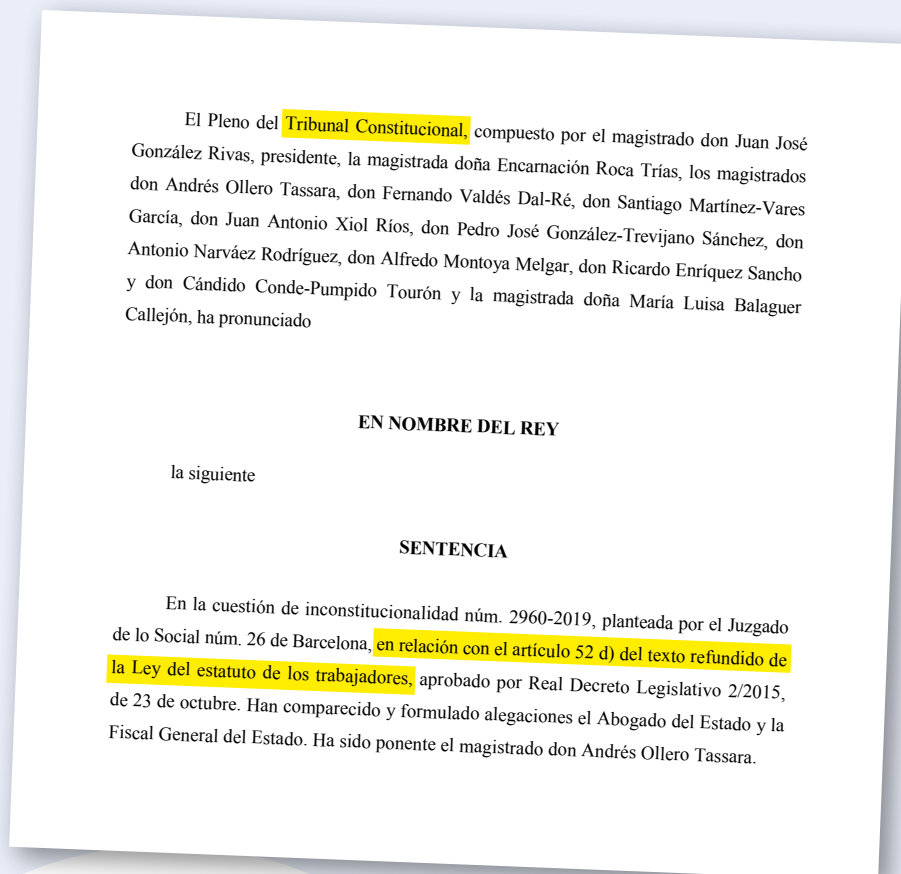 El Pleno del Tribunal Constitucional, compuesto por el magistrado don Juan José
González Rivas, presidente, la magistrada doña Encarnación Roca Trías, los magistrados
don Andrés Ollero Tassara, don Fernando Valdés Dal-Ré, don Santiago Martínez-Vares
García, don Juan Antonio Xiol Ríos, don Pedro José González-Trevijano Sánchez, don
Antonio Narváez Rodríguez, don Alfredo Montoya Melgar, don Ricardo Enríquez Sancho
y don Cándido Conde-Pumpido Tourón y la magistrada doña María Luisa Balaguer
Callejón, ha pronunciado
EN NOMBRE DEL REY
la siguiente
SENTENCIA
En la cuestión de inconstitucionalidad núm. 2960-2019, planteada por el Juzgado
de lo Social núm. 26 de Barcelona, en relación con el artículo 52 d) del texto refundido de
la Ley del estatuto de los trabajadores, aprobado por Real Decreto Legislativo 2/2015,
de 23 de octubre. Han comparecido y formulado alegaciones el Abogado del Estado y la
Fiscal General del Estado. Ha sido ponente el magistrado don Andrés Ollero Tassara.